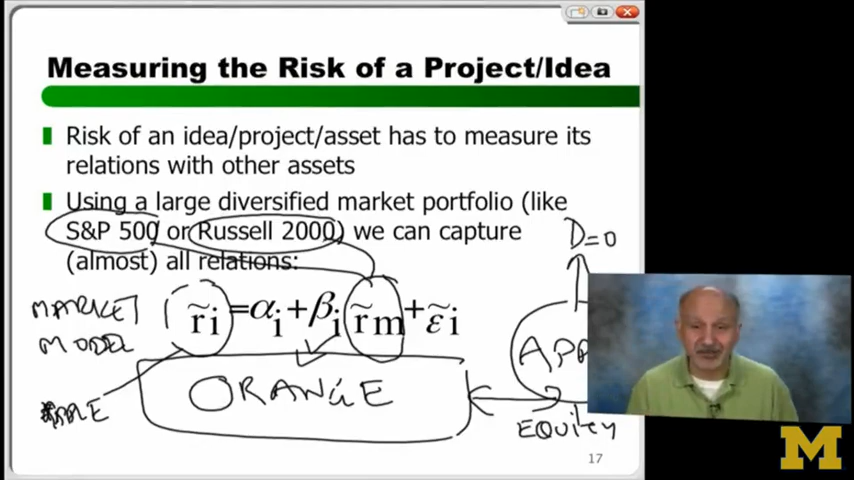 Measuring the Risk of a Project/Idea
Risk of an idea/project/asset has to measure its
relations with other assets
Using a large diversified market portfolio (like
S&P 500 or Russell 2000) we can capture
(almost) all relations:
D=0
MARKET
MODEL
r̃i=αi+βi r̃m+ε̃i
ORANGE
APPLE
EQUITY
17
M